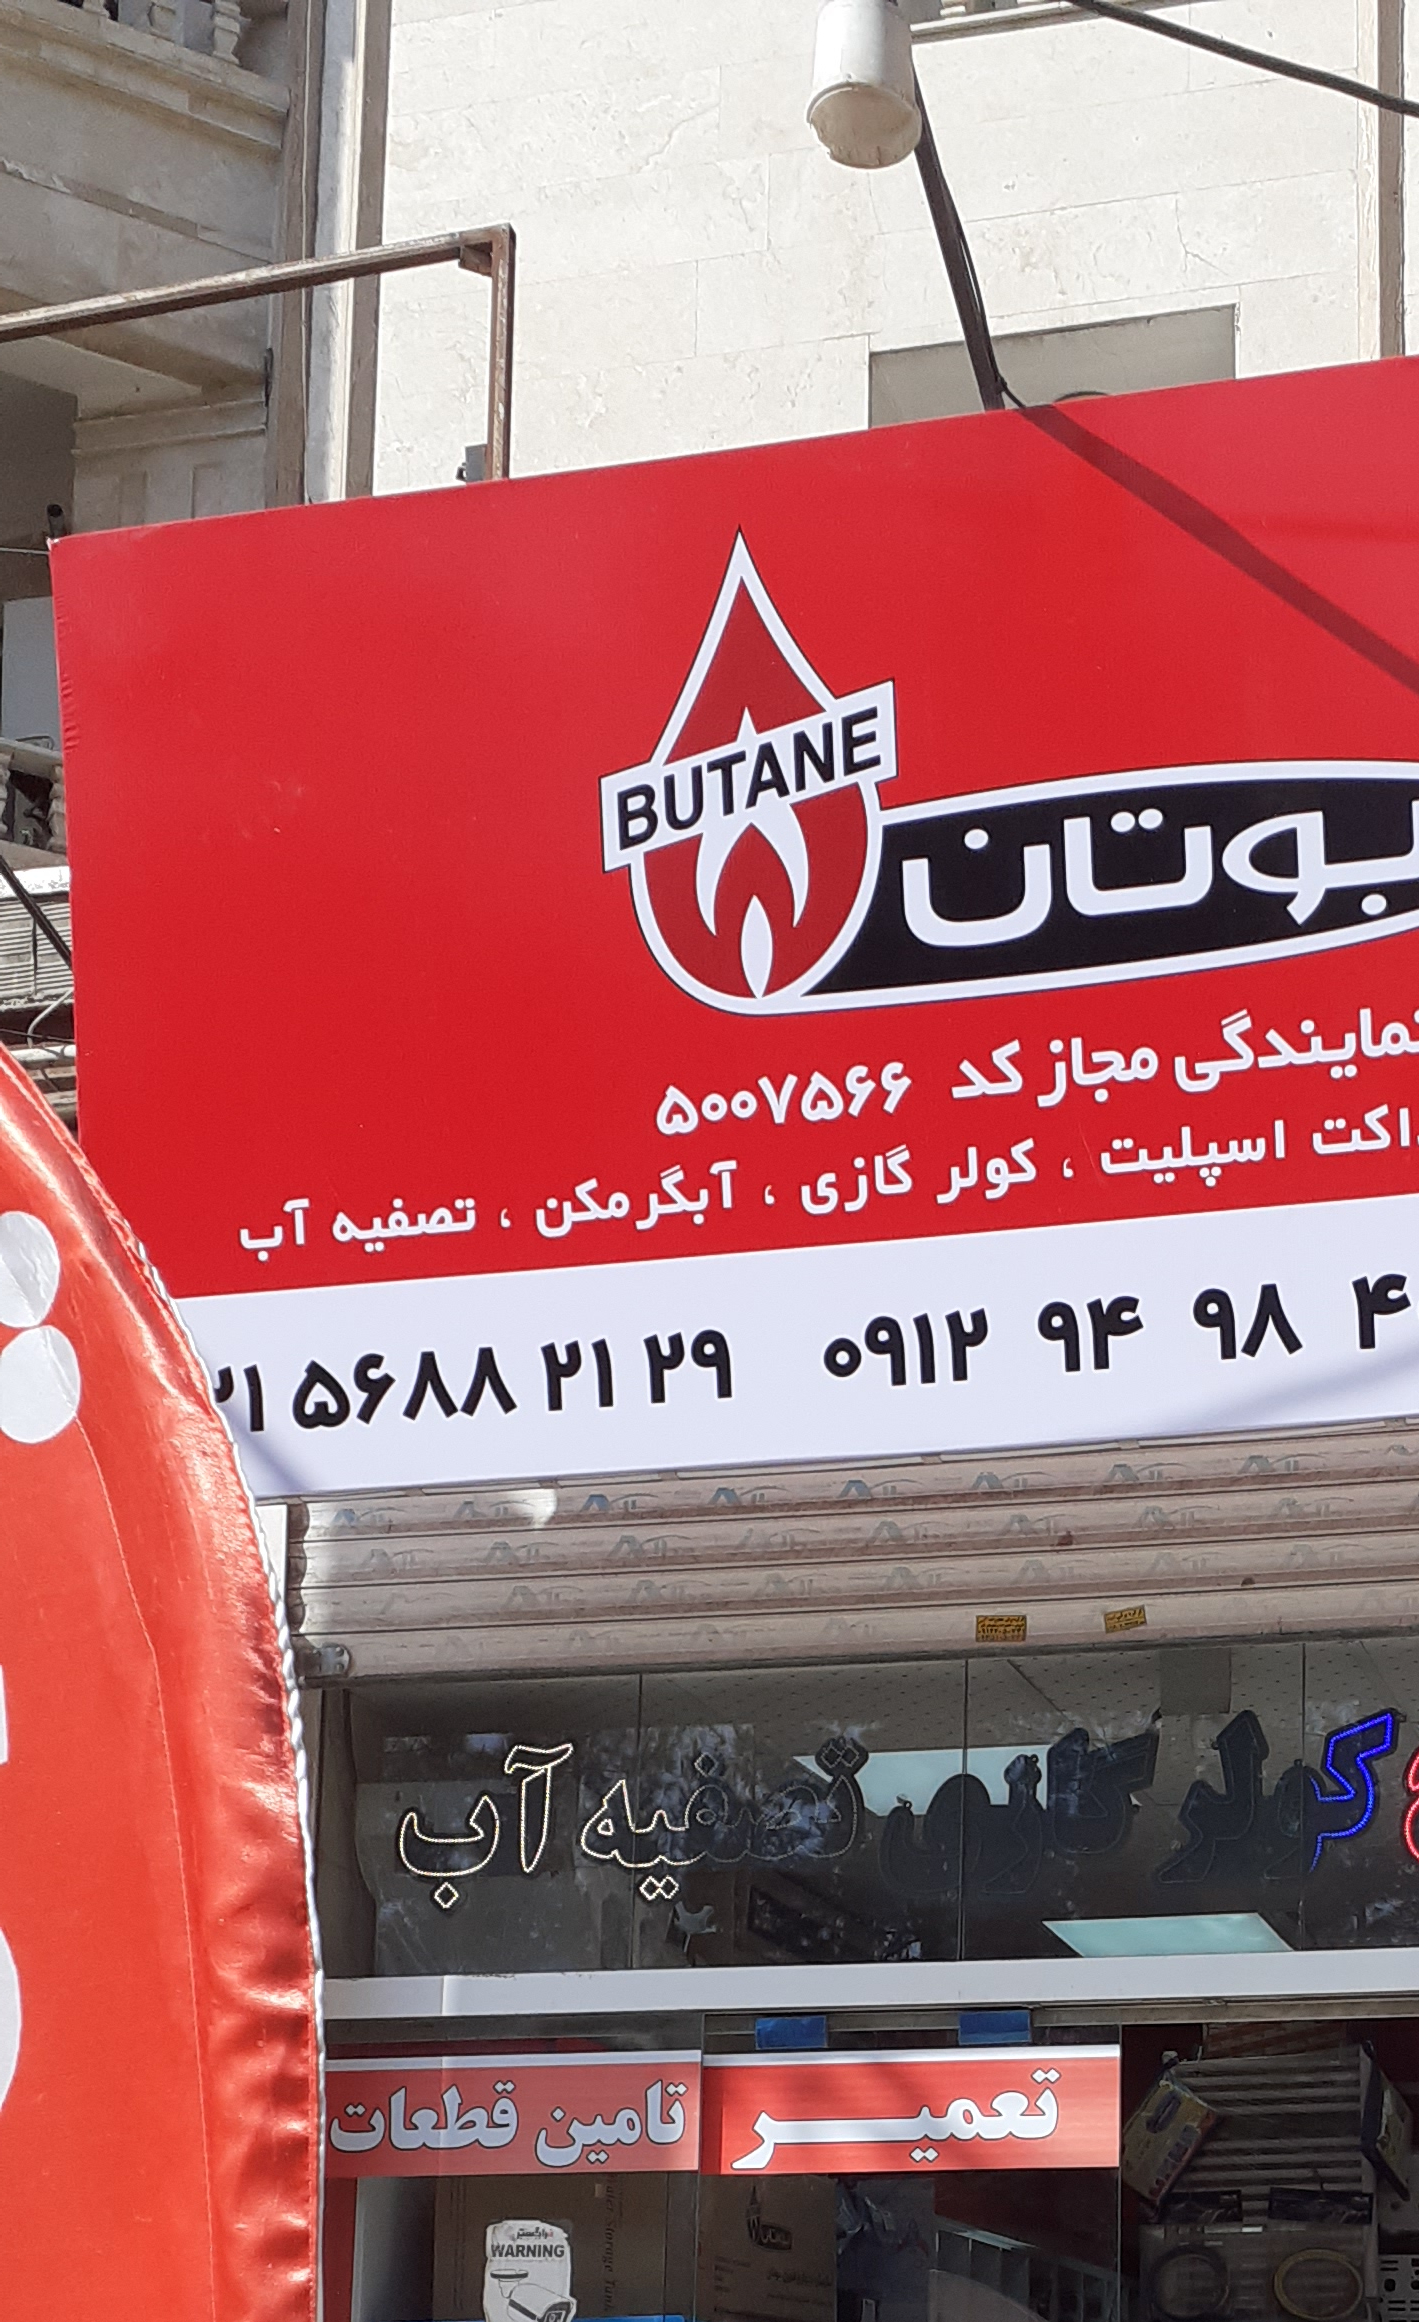 BUTANE
بوتان
نمایندگی مجاز کد ۵۰۰۷۵۶۶
اسپلیت ، کولر گازی ، آبگرمکن ، تصفیه آب
۲۱ ۵۶۸۸ ۲۱ ۲۹ ۰۹۱۲ ۹۴ ۹۸ ۴
کولر گازی تصفیه آب
تعمیر
تامین قطعات
WARNING